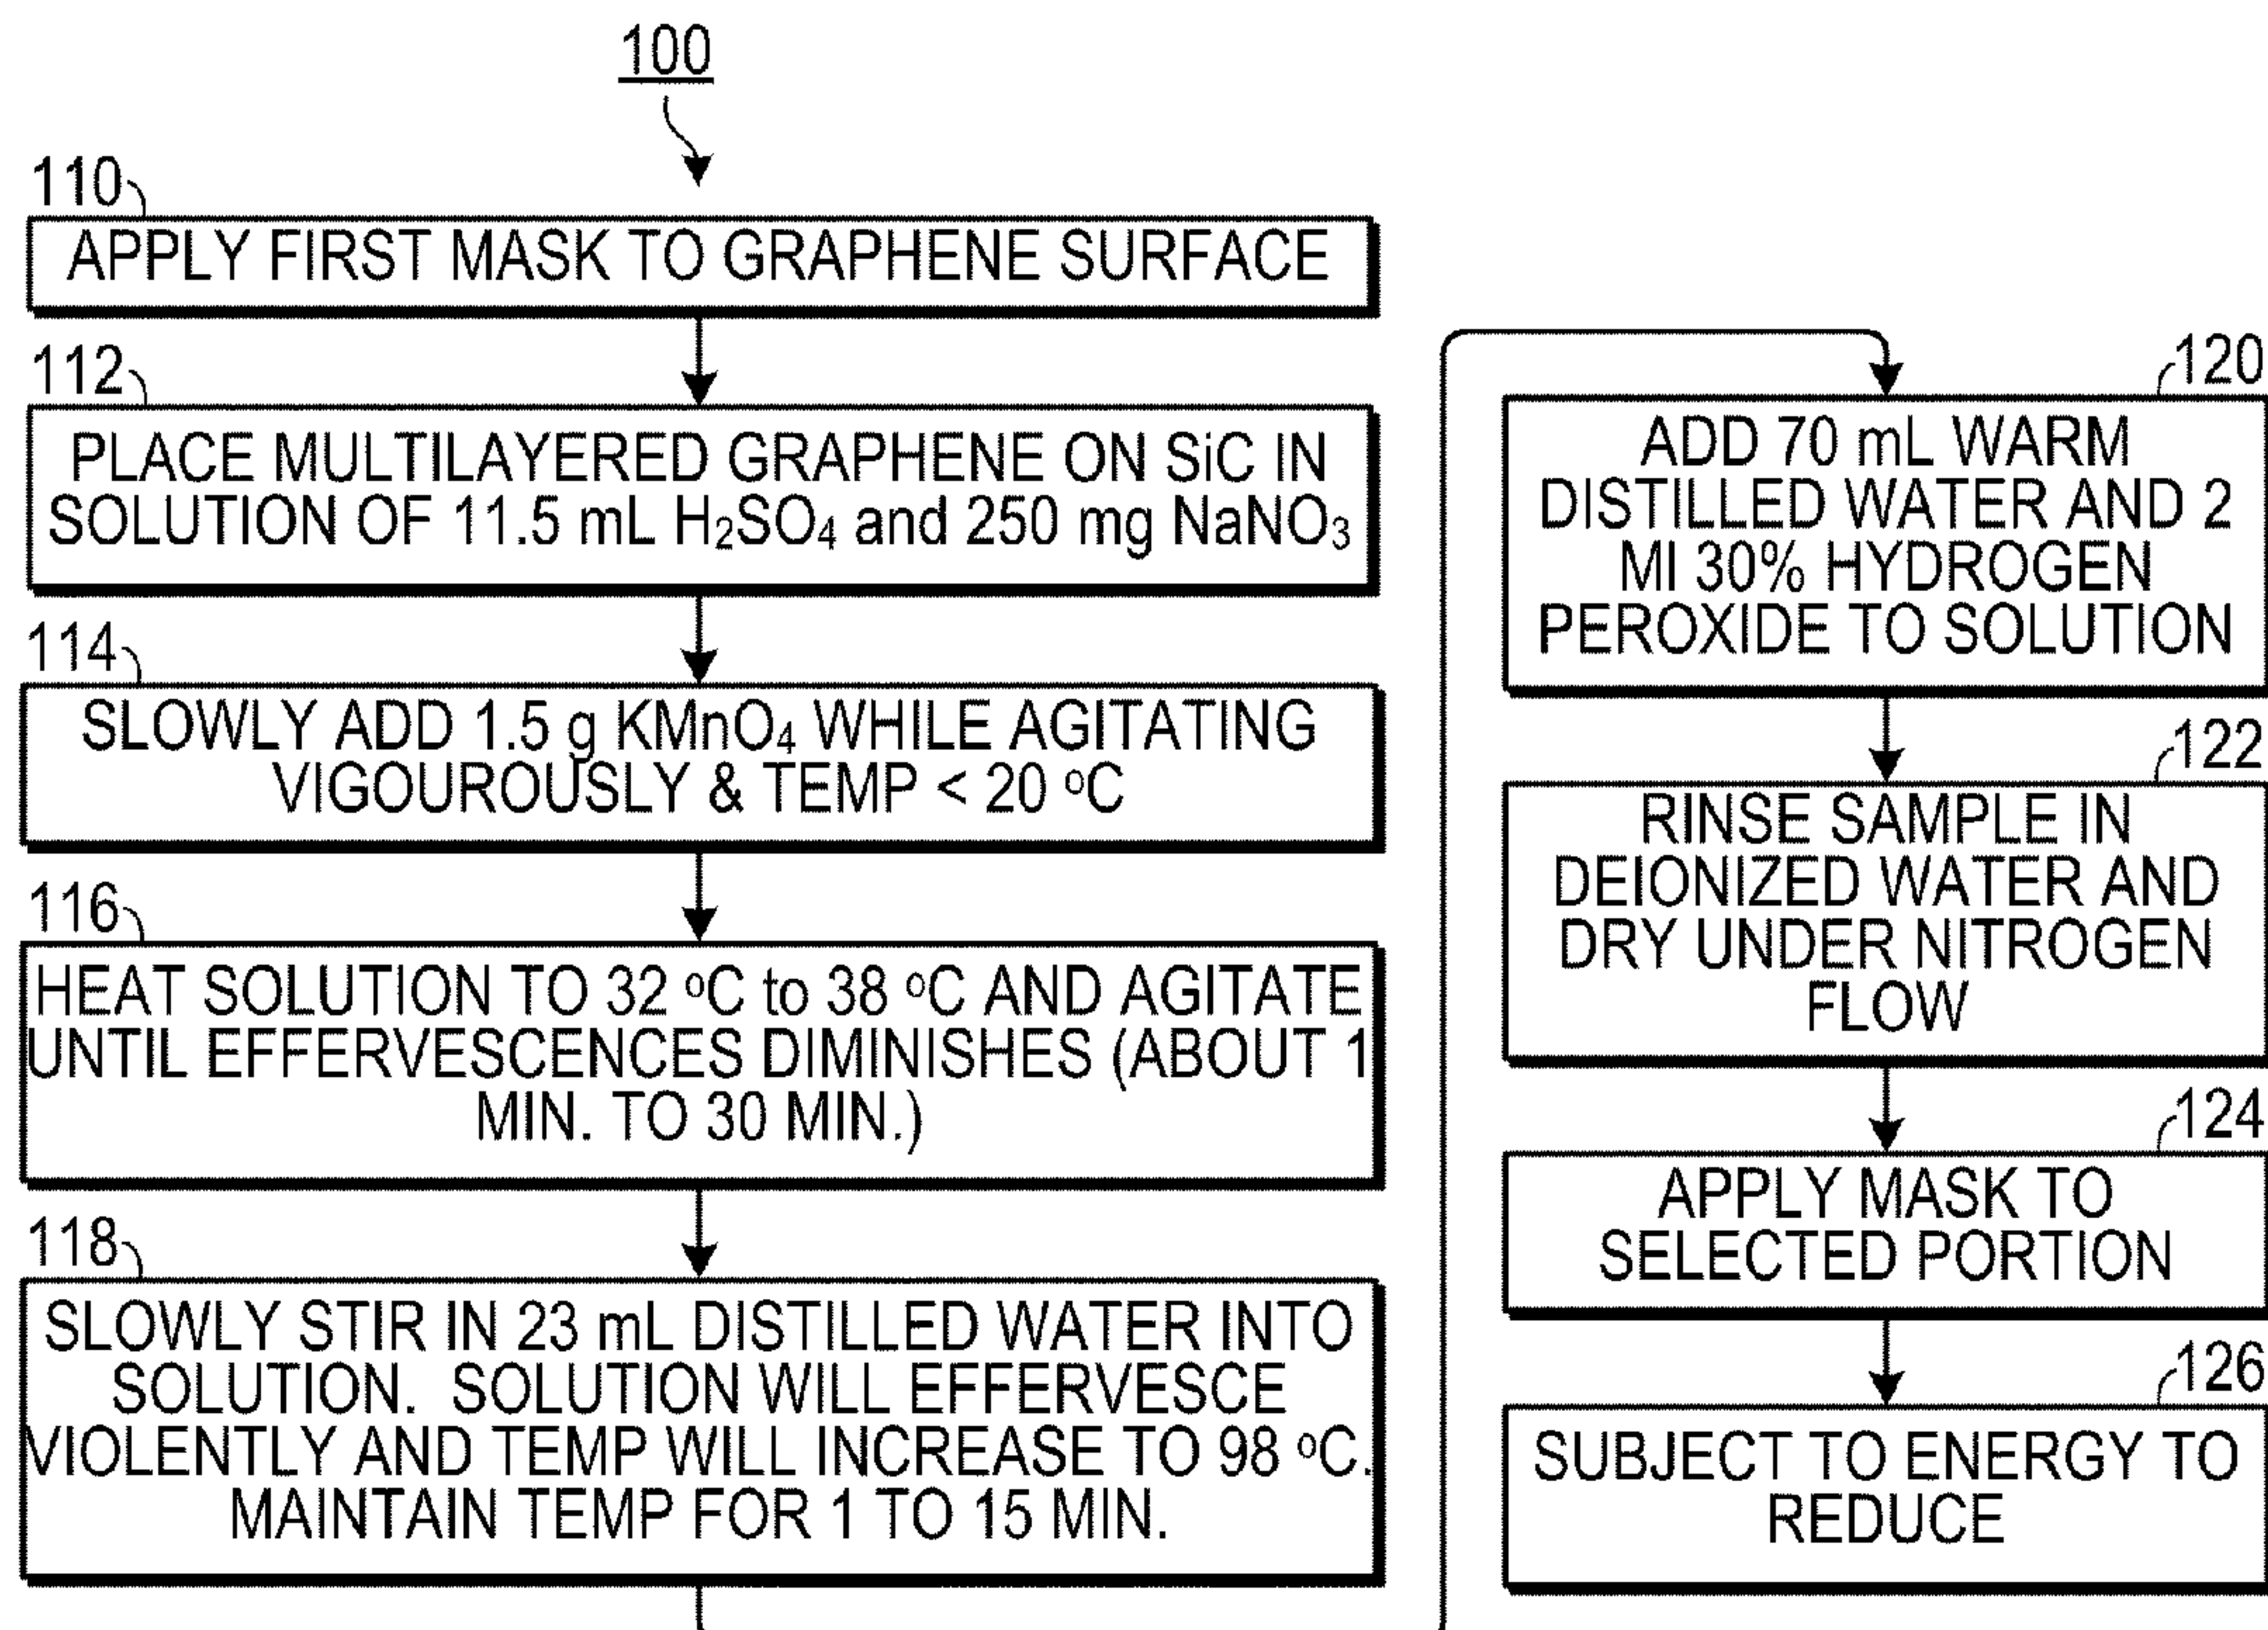 100
110
APPLY FIRST MASK TO GRAPHENE SURFACE
112
PLACE MULTILAYERED GRAPHENE ON SiC IN
SOLUTION OF 11.5 mL H₂SO₄ and 250 mg NaNO₃
114
SLOWLY ADD 1.5 g KMnO₄ WHILE AGITATING
VIGOUROUSLY & TEMP < 20 °C
116
HEAT SOLUTION TO 32 °C to 38 °C AND AGITATE
UNTIL EFFERVESCENCES DIMINISHES (ABOUT 1
MIN. TO 30 MIN.)
118
SLOWLY STIR IN 23 mL DISTILLED WATER INTO
SOLUTION. SOLUTION WILL EFFERVESCE
VIOLENTLY AND TEMP WILL INCREASE TO 98 °C.
MAINTAIN TEMP FOR 1 TO 15 MIN.
120
ADD 70 mL WARM
DISTILLED WATER AND 2
Ml 30% HYDROGEN
PEROXIDE TO SOLUTION
122
RINSE SAMPLE IN
DEIONIZED WATER AND
DRY UNDER NITROGEN
FLOW
124
APPLY MASK TO
SELECTED PORTION
126
SUBJECT TO ENERGY TO
REDUCE